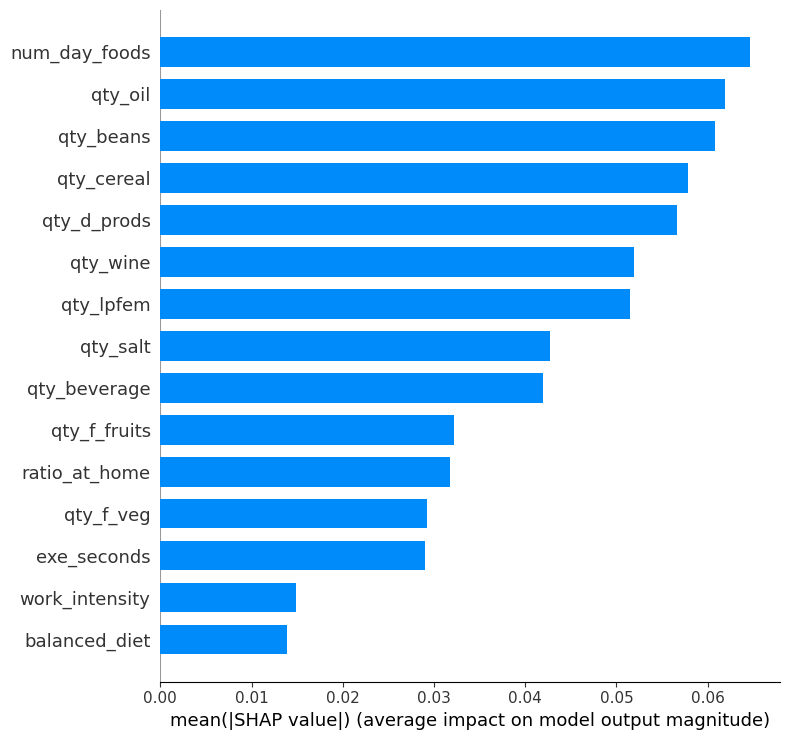 num_day_foods
qty_oil
qty_beans
qty_cereal
qty_d_prods
qty_wine
qty_lpfem
qty_salt
qty_beverage
qty_f_fruits
ratio_at_home
qty_f_veg
exe_seconds
work_intensity
balanced_diet
0.00 0.01 0.02 0.03 0.04 0.05 0.06
mean(|SHAP value|) (average impact on model output magnitude)